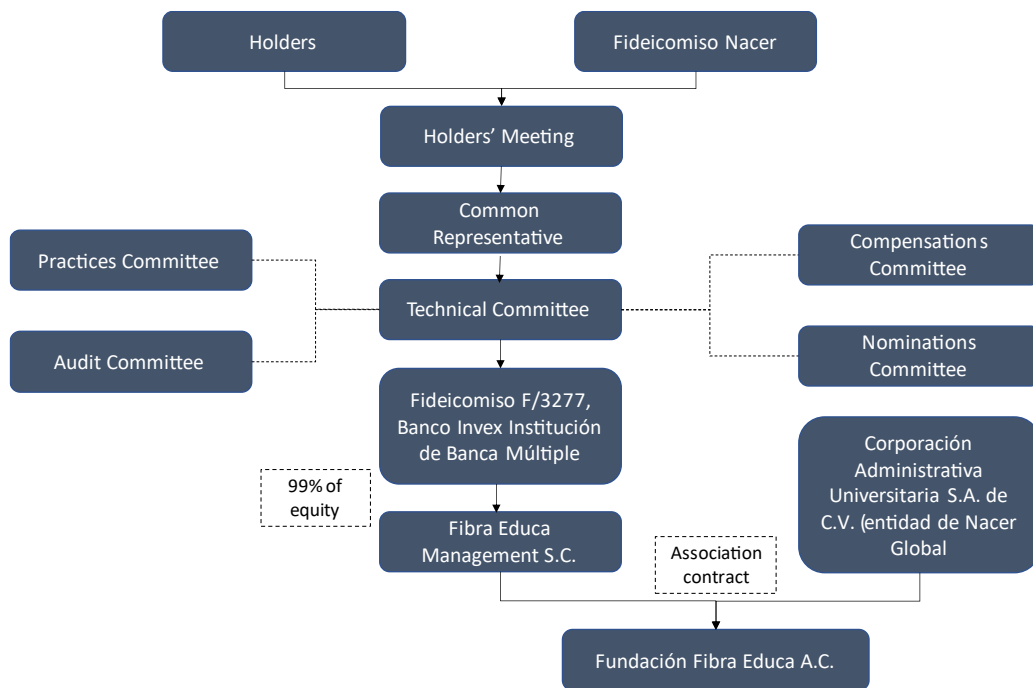 Holders
Fideicomiso Nacer
Holders' Meeting
Common
Representative
Practices Committee
Compensations
Committee
Technical Committee
Audit Committee
Nominations
Committee
Fideicomiso F/3277,
Banco Invex Institución
de Banca Múltiple
Corporación
Administrativa
Universitaria S.A. de
C.V. (entidad de Nacer
Global
99% of
equity
Fibra Educa
Management S.C.
Association
contract
Fundación Fibra Educa A.C.